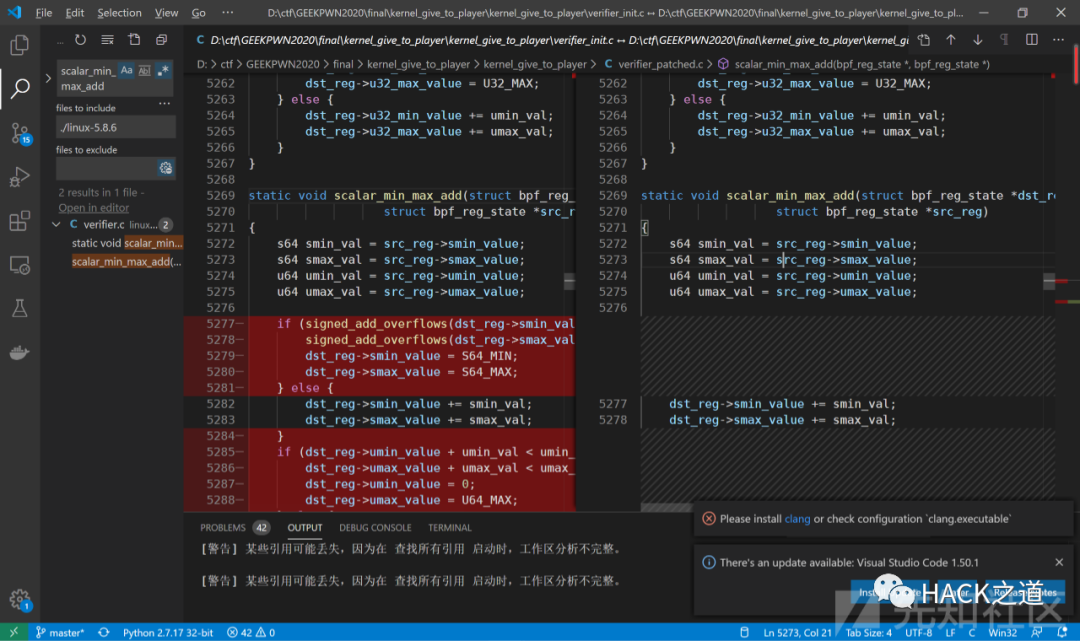 File Edit Selection View Go ··· D:\ctf\GEEKPWN2020\final\kernel_give_to_player\kernel_give_to_player\verifier_init.c ↔ D:\ctf\GEEKPWN2020\final\kernel_give_to_player\kernel_give_to_pl...
D:\ctf\GEEKPWN2020\final\kernel_give_to_player\kernel_give_to_player\verifier_init.c ↔ D:\ctf\GEEKPWN2020\final\kernel_give_to_player\kernel_gi
D: > ctf > GEEKPWN2020 > final > kernel_give_to_player > kernel_give_to_player > C verifier_patched.c > scalar_min_max_add(bpf_reg_state *, bpf_reg_state *)
scalar_min_
max_add
Aa Abl .*
files to include
./linux-5.8.6
files to exclude
2 results in 1 file -
Open in editor
C verifier.c linux... 2
static void scalar_min...
scalar_min_max_add(...
15
1
5262 dst_reg->u32_max_value = U32_MAX;
5263 } else {
5264 dst_reg->u32_min_value += umin_val;
5265 dst_reg->u32_max_value += umax_val;
5266 }
5267 }
5268
5269 static void scalar_min_max_add(struct bpf_reg_
5270 struct bpf_reg_state *src_r
5271 {
5272 s64 smin_val = src_reg->smin_value;
5273 s64 smax_val = src_reg->smax_value;
5274 u64 umin_val = src_reg->umin_value;
5275 u64 umax_val = src_reg->umax_value;
5276
5277– if (signed_add_overflows(dst_reg->smin_val
5278– signed_add_overflows(dst_reg->smax_val
5279– dst_reg->smin_value = S64_MIN;
5280– dst_reg->smax_value = S64_MAX;
5281– } else {
5282 dst_reg->smin_value += smin_val;
5283 dst_reg->smax_value += smax_val;
5284– }
5285– if (dst_reg->umin_value + umin_val < umin_
5286– dst_reg->umax_value + umax_val < umax_
5287– dst_reg->umin_value = 0;
5288– dst_reg->umax_value = U64_MAX;
5262 dst_reg->u32_max_value = U32_MAX;
5263 } else {
5264 dst_reg->u32_min_value += umin_val;
5265 dst_reg->u32_max_value += umax_val;
5266 }
5267 }
5268
5269 static void scalar_min_max_add(struct bpf_reg_state *dst_re
5270 struct bpf_reg_state *src_reg)
5271 {
5272 s64 smin_val = src_reg->smin_value;
5273 s64 smax_val = src_reg->smax_value;
5274 u64 umin_val = src_reg->umin_value;
5275 u64 umax_val = src_reg->umax_value;
5276
5277 dst_reg->smin_value += smin_val;
5278 dst_reg->smax_value += smax_val;
PROBLEMS 42 OUTPUT DEBUG CONSOLE TERMINAL
[警告] 某些引用可能丢失,因为在 查找所有引用 启动时,工作区分析不完整。
[警告] 某些引用可能丢失,因为在 查找所有引用 启动时,工作区分析不完整。
Please install clang or check configuration `clang.executable`
There's an update available: Visual Studio Code 1.50.1
HACK之道
先知社区
master* Python 2.7.17 32-bit 42 0 Ln 5273, Col 21 Tab Size: 4 UTF-8 LF C Win32